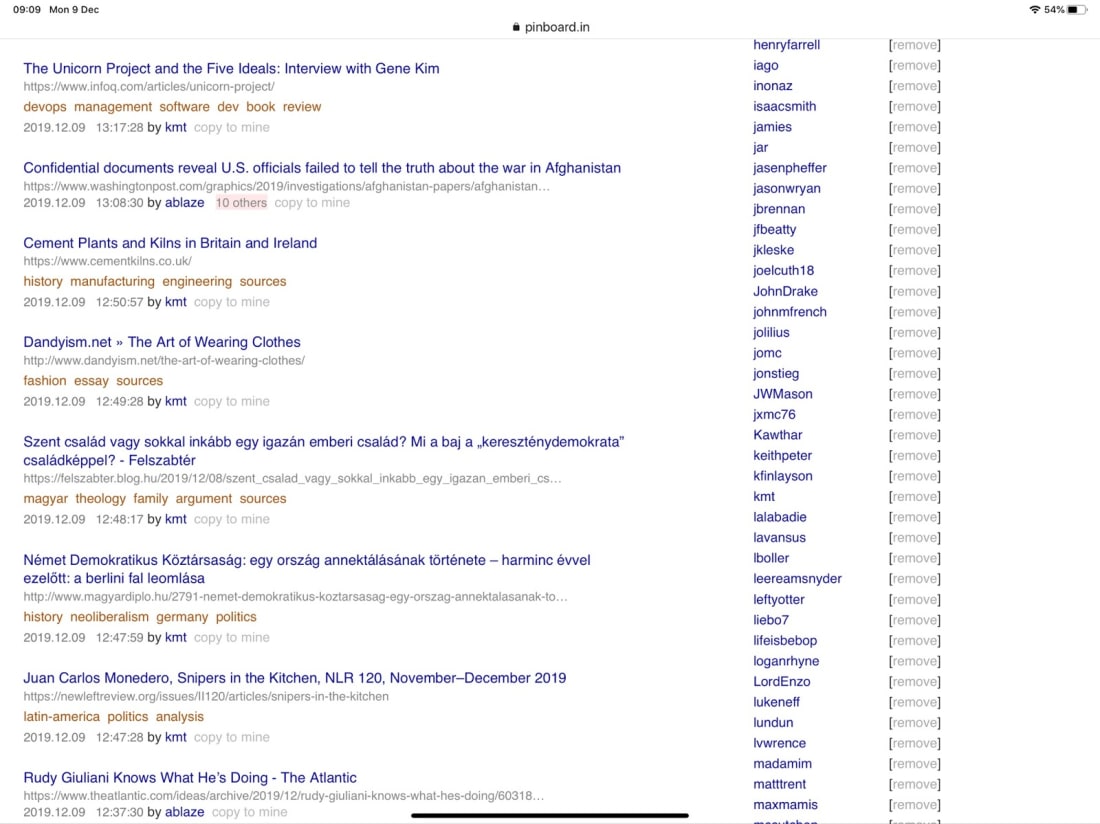 09:09 Mon 9 Dec
54%
pinboard.in
The Unicorn Project and the Five Ideals: Interview with Gene Kim
https://www.infoq.com/articles/unicorn-project/
devops management software dev book review
2019.12.09 13:17:28 by kmt copy to mine
Confidential documents reveal U.S. officials failed to tell the truth about the war in Afghanistan
https://www.washingtonpost.com/graphics/2019/investigations/afghanistan-papers/afghanistan…
2019.12.09 13:08:30 by ablaze 10 others copy to mine
Cement Plants and Kilns in Britain and Ireland
https://www.cementkilns.co.uk/
history manufacturing engineering sources
2019.12.09 12:50:57 by kmt copy to mine
Dandyism.net » The Art of Wearing Clothes
http://www.dandyism.net/the-art-of-wearing-clothes/
fashion essay sources
2019.12.09 12:49:28 by kmt copy to mine
Szent család vagy sokkal inkább egy igazán emberi család? Mi a baj a „kereszténydemokrata”
családképpel? - Felszabtér
https://felszabter.blog.hu/2019/12/08/szent_csalad_vagy_sokkal_inkabb_egy_igazan_emberi_cs…
magyar theology family argument sources
2019.12.09 12:48:17 by kmt copy to mine
Német Demokratikus Köztársaság: egy ország annektálásának története – harminc évvel
ezelőtt: a berlini fal leomlása
http://www.magyardiplo.hu/2791-nemet-demokratikus-koztarsasag-egy-orszag-annektalasanak-to…
history neoliberalism germany politics
2019.12.09 12:47:59 by kmt copy to mine
Juan Carlos Monedero, Snipers in the Kitchen, NLR 120, November–December 2019
https://newleftreview.org/issues/II120/articles/snipers-in-the-kitchen
latin-america politics analysis
2019.12.09 12:47:28 by kmt copy to mine
Rudy Giuliani Knows What He’s Doing - The Atlantic
https://www.theatlantic.com/ideas/archive/2019/12/rudy-giuliani-knows-what-hes-doing/60318…
2019.12.09 12:37:30 by ablaze copy to mine
henryfarrell [remove]
iago [remove]
inonaz [remove]
isaacsmith [remove]
jamies [remove]
jar [remove]
jasenpheffer [remove]
jasonwryan [remove]
jbrennan [remove]
jfbeatty [remove]
jkleske [remove]
joelcuth18 [remove]
JohnDrake [remove]
johnmfrench [remove]
jolilius [remove]
jomc [remove]
jonstieg [remove]
JWMason [remove]
jxmc76 [remove]
Kawthar [remove]
keithpeter [remove]
kfinlayson [remove]
kmt [remove]
lalabadie [remove]
lavansus [remove]
lboller [remove]
leereamsnyder [remove]
leftyotter [remove]
liebo7 [remove]
lifeisbebop [remove]
loganrhyne [remove]
LordEnzo [remove]
lukeneff [remove]
lundun [remove]
lvwrence [remove]
madamim [remove]
matttrent [remove]
maxmamis [remove]